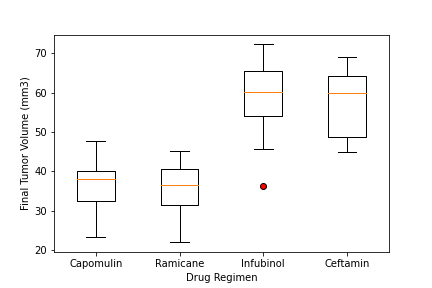 Final Tumor Volume (mm3)
70
60
50
40
30
20
Capomulin Ramicane Infubinol Ceftamin
Drug Regimen